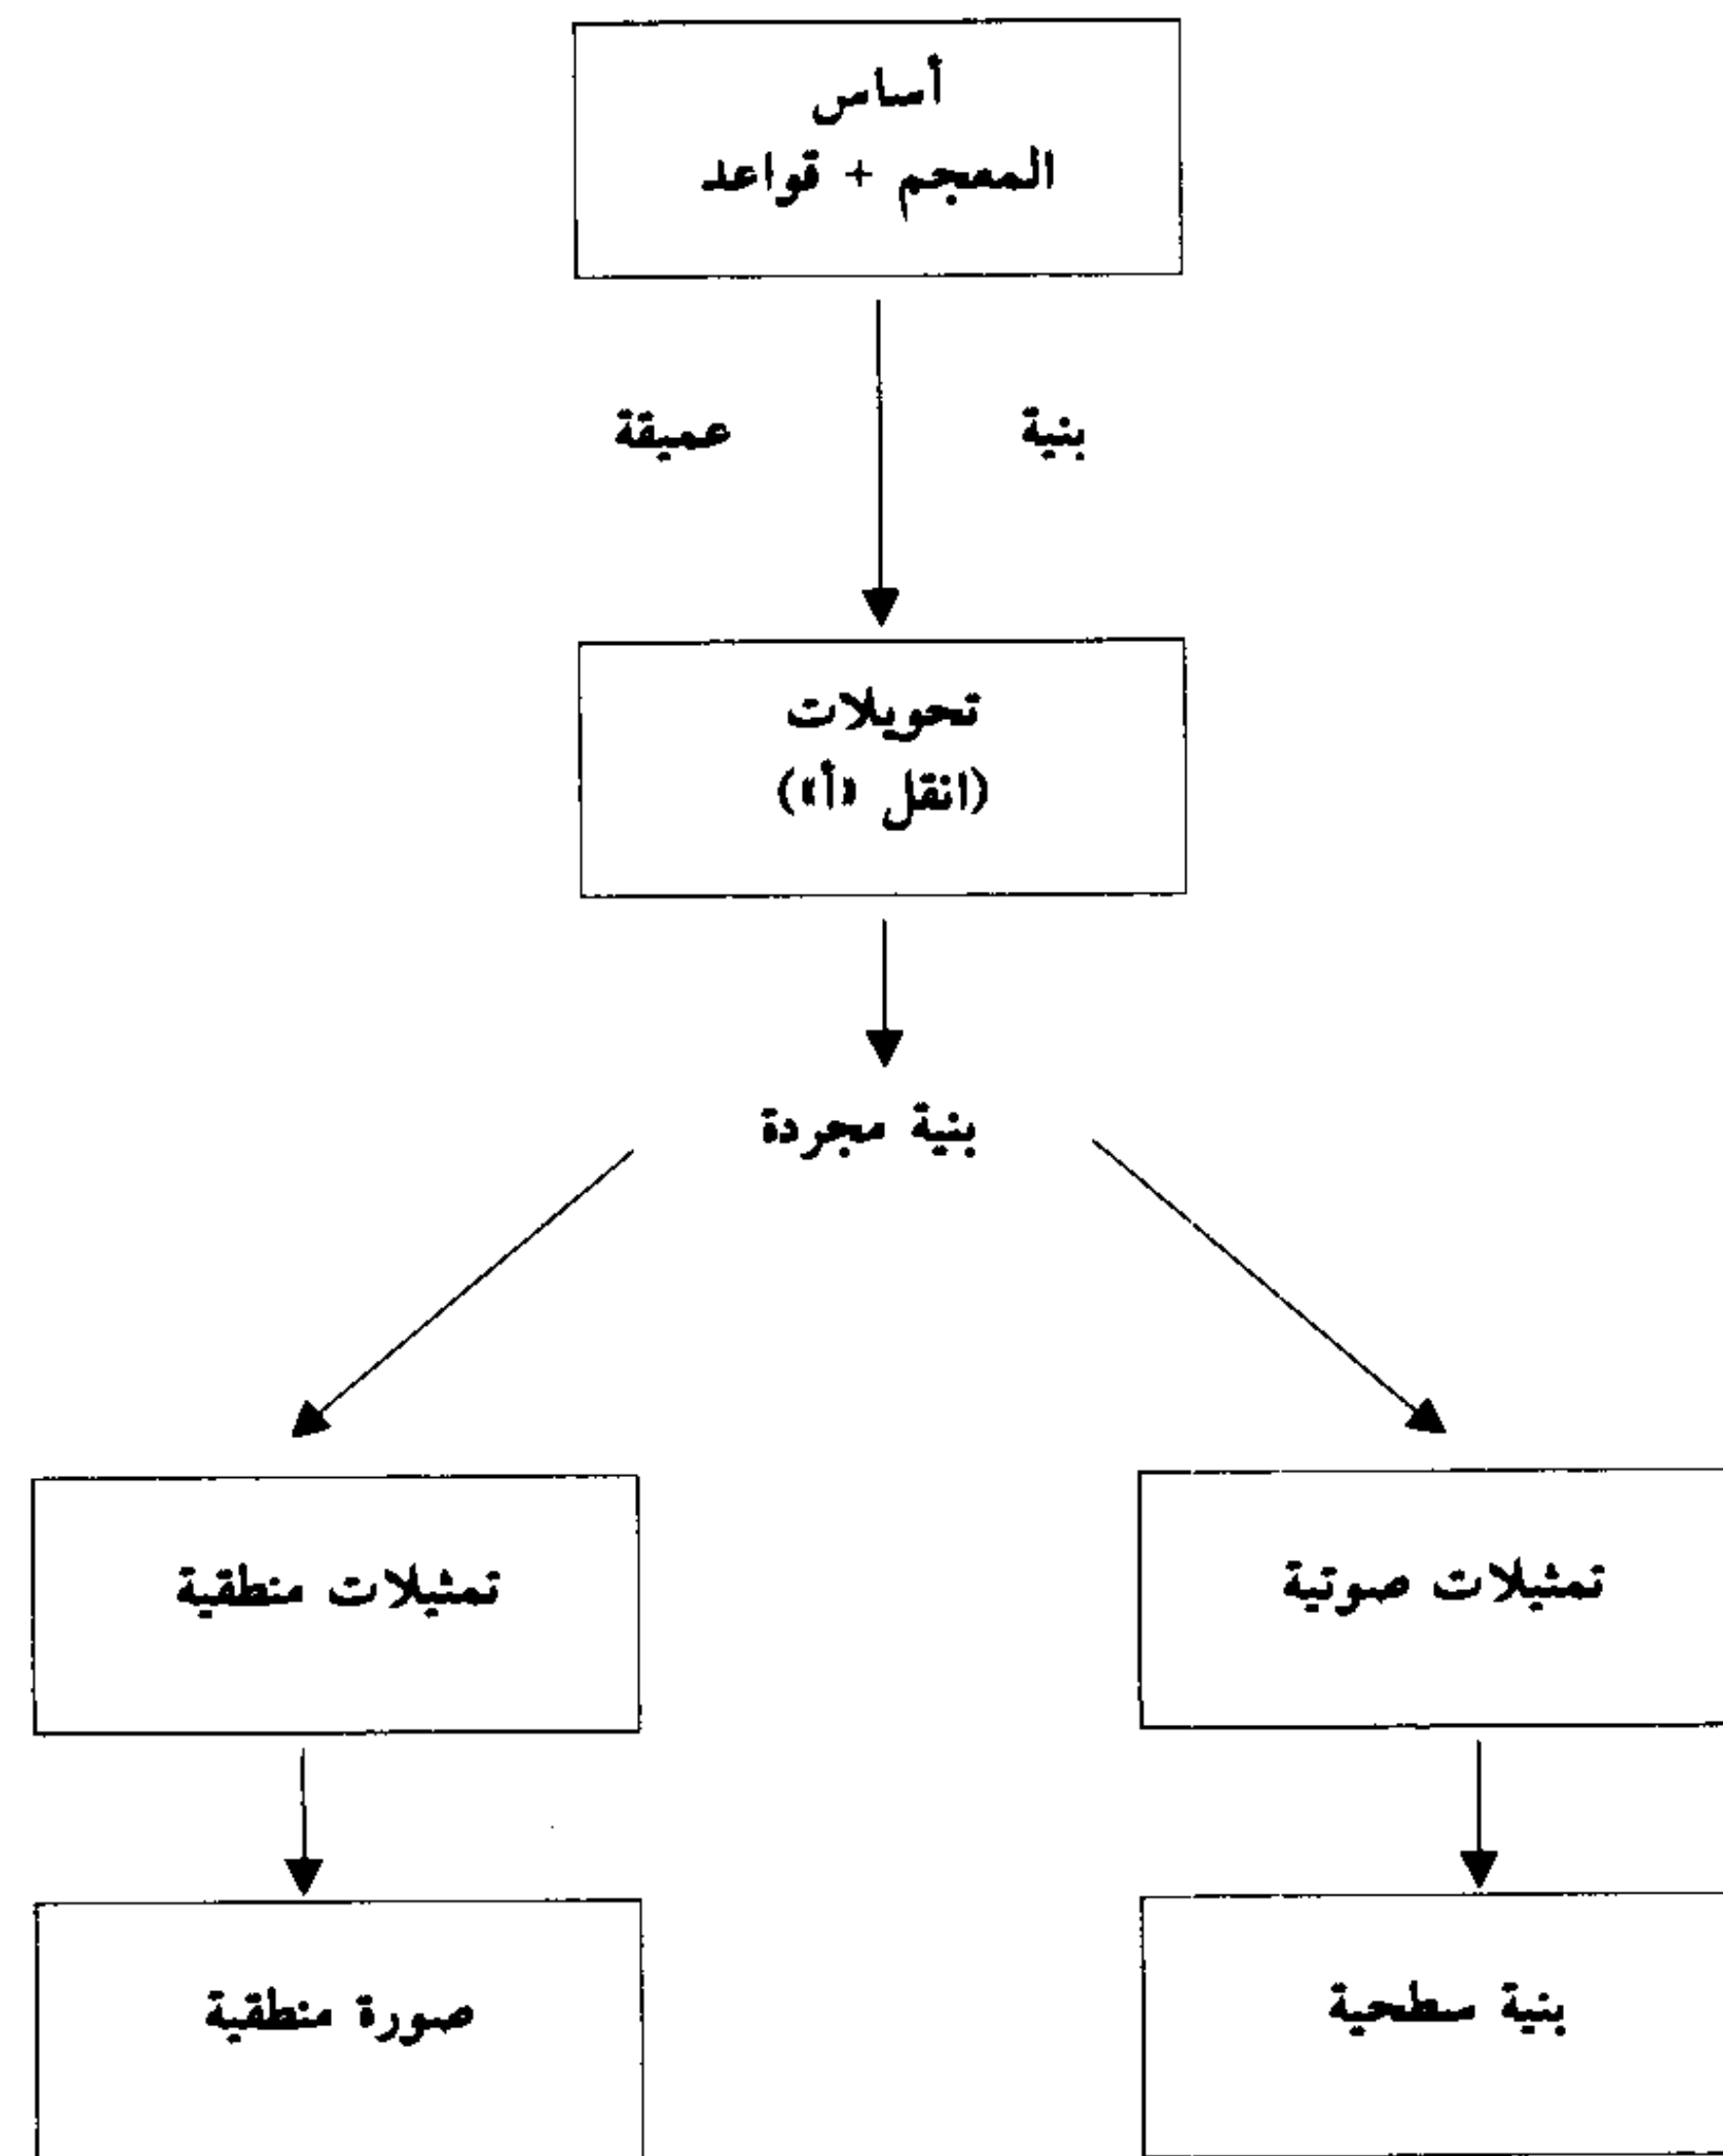 أساس
المعجم + قواعد
بنية عميقة
تحويلات
(انقل «أ»)
بنية مجردة
تمثيلات صوتية
تمثيلات منطقية
بنية سطحية
صورة منطقية